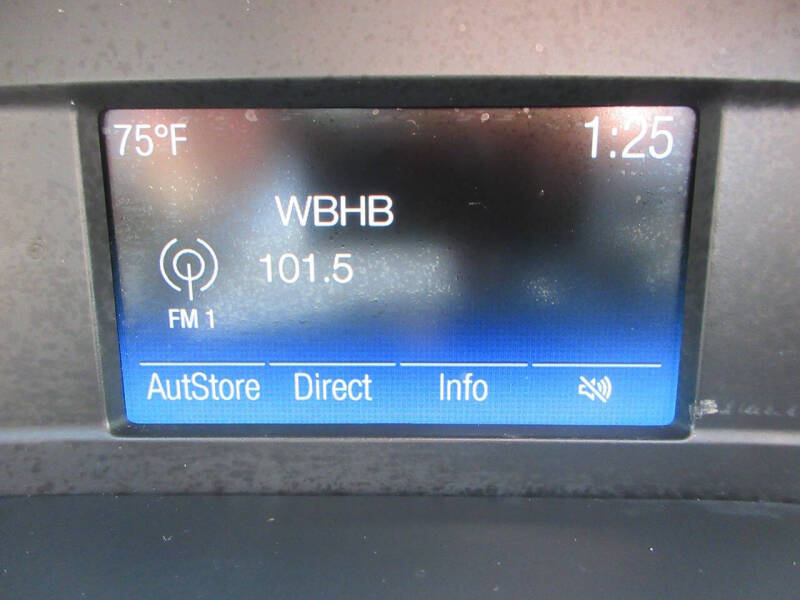 75°F 1:25
WBHB
101.5
FM 1
AutStore Direct Info